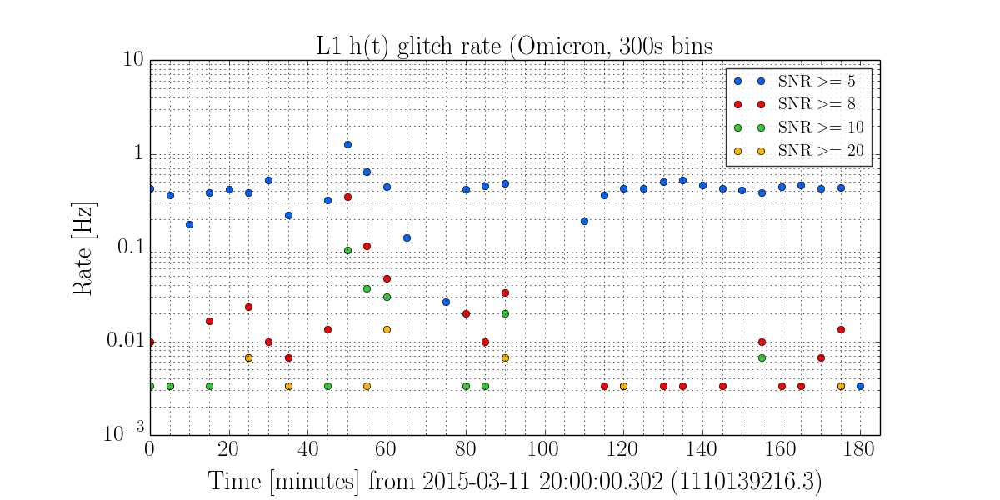 L1 h(t) glitch rate (Omicron, 300s bins
10
1
0.1
0.01
10−3
Rate [Hz]
SNR >= 5
SNR >= 8
SNR >= 10
SNR >= 20
0 20 40 60 80 100 120 140 160 180
Time [minutes] from 2015-03-11 20:00:00.302 (1110139216.3)